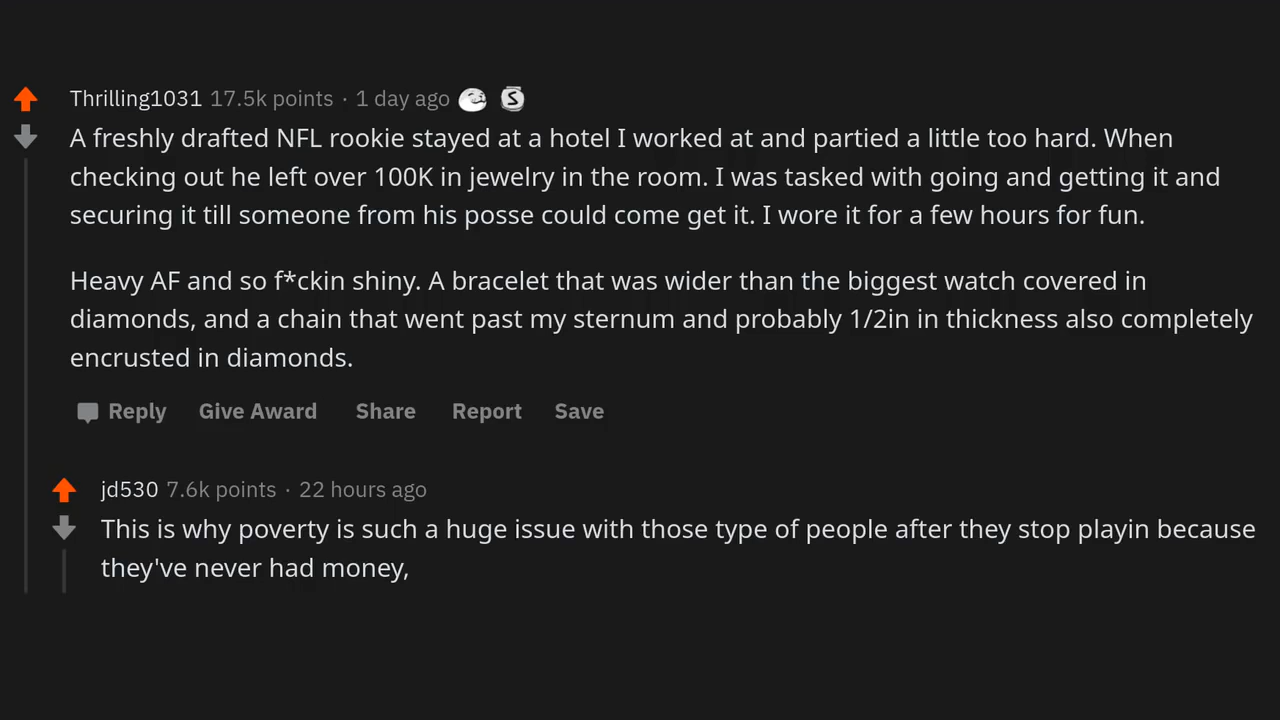 Thrilling1031 17.5k points · 1 day ago
A freshly drafted NFL rookie stayed at a hotel I worked at and partied a little too hard. When
checking out he left over 100K in jewelry in the room. I was tasked with going and getting it and
securing it till someone from his posse could come get it. I wore it for a few hours for fun.
Heavy AF and so f*ckin shiny. A bracelet that was wider than the biggest watch covered in
diamonds, and a chain that went past my sternum and probably 1/2in in thickness also completely
encrusted in diamonds.
Reply Give Award Share Report Save
jd530 7.6k points · 22 hours ago
This is why poverty is such a huge issue with those type of people after they stop playin because
they've never had money,